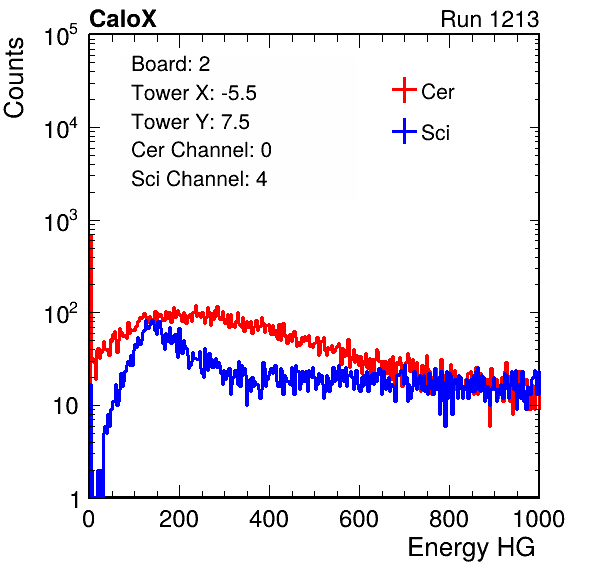 CaloX Run 1213
Counts
10^5
10^4
10^3
10^2
10
1
Board: 2
Tower X: -5.5
Tower Y: 7.5
Cer Channel: 0
Sci Channel: 4
Cer
Sci
0 200 400 600 800 1000
Energy HG